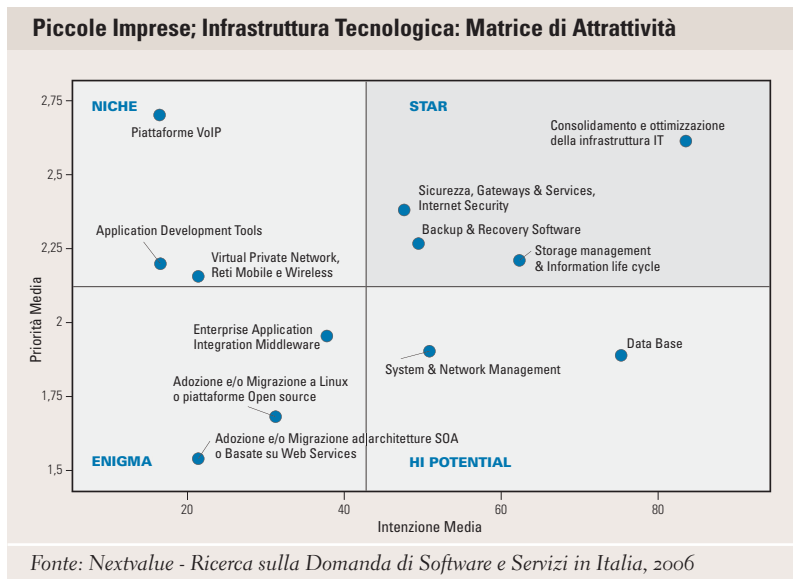 Piccole Imprese; Infrastruttura Tecnologica: Matrice di Attrattività
NICHE
STAR
Piattaforme VoIP
Consolidamento e ottimizzazione
della infrastruttura IT
Sicurezza, Gateways & Services,
Internet Security
Application Development Tools
Backup & Recovery Software
Virtual Private Network,
Reti Mobile e Wireless
Storage management
& Information life cycle
Enterprise Application
Integration Middleware
System & Network Management
Data Base
Adozione e/o Migrazione a Linux
o piattaforme Open source
Adozione e/o Migrazione ad architetture SOA
o Basate su Web Services
ENIGMA
HI POTENTIAL
2,75
2,5
2,25
2
1,75
1,5
Priorità Media
20
40
60
80
Intenzione Media
Fonte: Nextvalue - Ricerca sulla Domanda di Software e Servizi in Italia, 2006